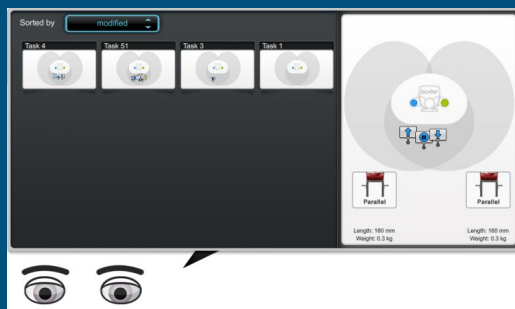 Sorted by modified
Task 4 Task 51 Task 3 Task 1
baxter
Parallel Parallel
Length: 160 mm Length: 160 mm
Weight: 0.3 kg Weight: 0.3 kg